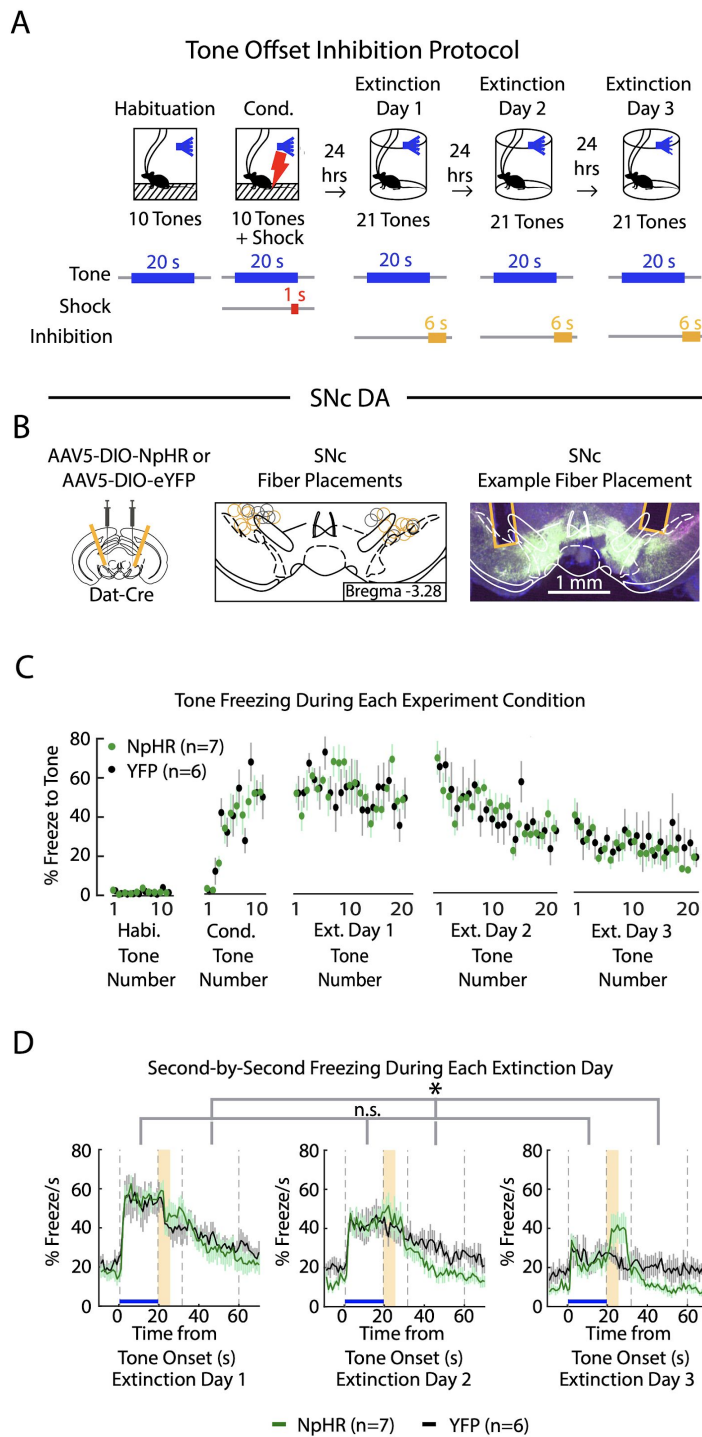 A
Tone Offset Inhibition Protocol
Habituation
Cond.
Extinction
Day 1
Extinction
Day 2
Extinction
Day 3
24
hrs
→
24
hrs
→
24
hrs
→
10 Tones
10 Tones
+ Shock
21 Tones
21 Tones
21 Tones
Tone
20 s
20 s
20 s
20 s
20 s
Shock
1 s
Inhibition
6 s
6 s
6 s
SNc DA
B
AAV5-DIO-NpHR or
AAV5-DIO-eYFP
Dat-Cre
SNc
Fiber Placements
Bregma -3.28
SNc
Example Fiber Placement
1 mm
C
Tone Freezing During Each Experiment Condition
% Freeze to Tone
80
60
40
20
0
NpHR (n=7)
YFP (n=6)
1 10
Habi.
Tone
Number
1 10
Cond.
Tone
Number
1 10 20
Ext. Day 1
Tone
Number
1 10 20
Ext. Day 2
Tone
Number
1 10 20
Ext. Day 3
Tone
Number
D
Second-by-Second Freezing During Each Extinction Day
*
n.s.
% Freeze/s
80
60
40
20
0
0 20 40 60
Time from
Tone Onset (s)
Extinction Day 1
% Freeze/s
80
60
40
20
0
0 20 40 60
Time from
Tone Onset (s)
Extinction Day 2
% Freeze/s
80
60
40
20
0
0 20 40 60
Time from
Tone Onset (s)
Extinction Day 3
NpHR (n=7)
YFP (n=6)